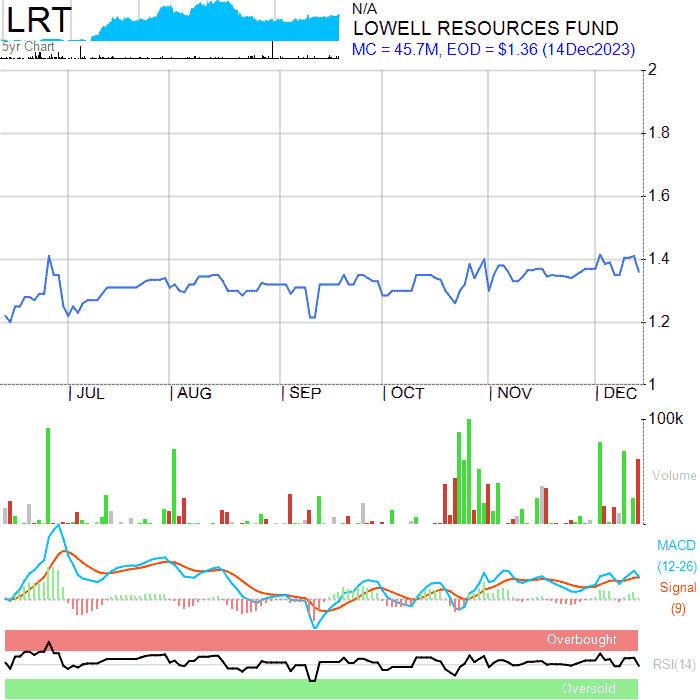 LRT
5yr Chart
N/A
LOWELL RESOURCES FUND
MC = 45.7M, EOD = $1.36 (14Dec2023)
2
1.8
1.6
1.4
1.2
1
JUL AUG SEP OCT NOV DEC
100k
Volume
MACD
(12-26)
Signal
(9)
Overbought
RSI(14)
Oversold